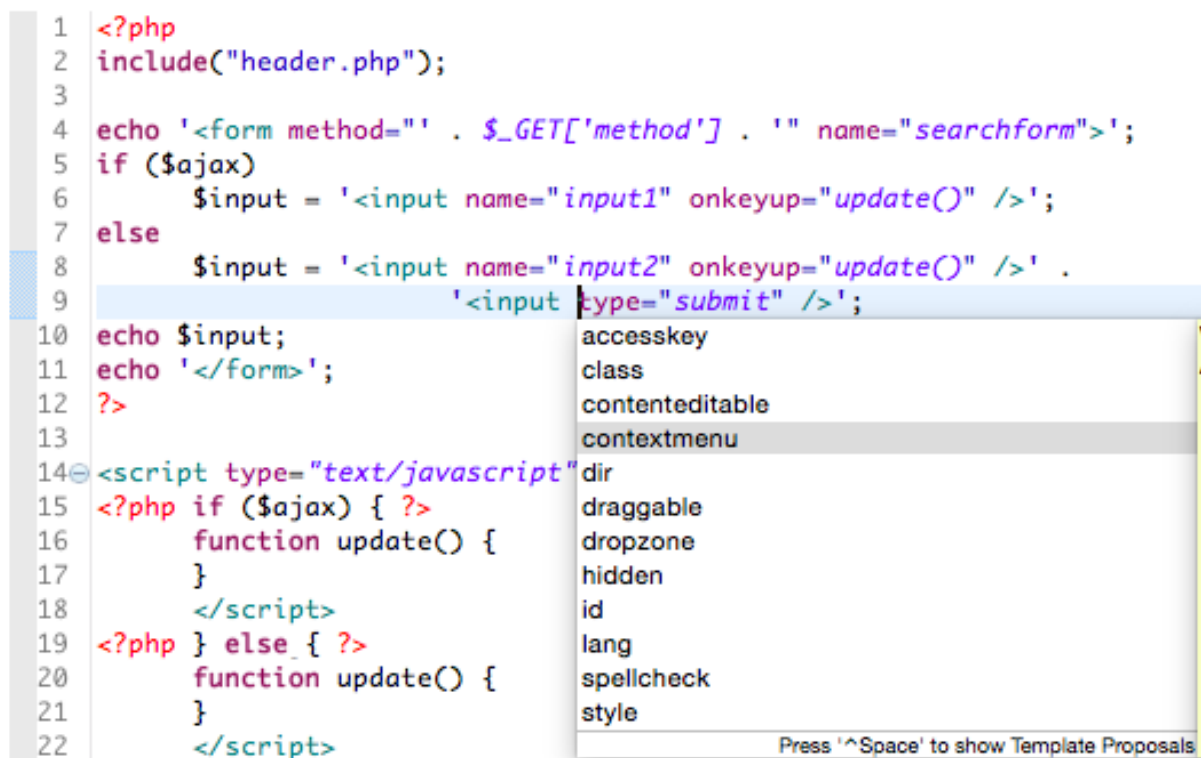 1 <?php
2 include("header.php");
3
4 echo '<form method="' . $_GET['method'] . '" name="searchform">';
5 if ($ajax)
6 $input = '<input name="input1" onkeyup="update()" />';
7 else
8 $input = '<input name="input2" onkeyup="update()" />' .
9 '<input type="submit" />';
10 echo $input;
11 echo '</form>';
12 ?>
13
14 <script type="text/javascript"
15 <?php if ($ajax) { ?>
16 function update() {
17 }
18 </script>
19 <?php } else { ?>
20 function update() {
21 }
22 </script>
accesskey
class
contenteditable
contextmenu
dir
draggable
dropzone
hidden
id
lang
spellcheck
style
Press '^Space' to show Template Proposals